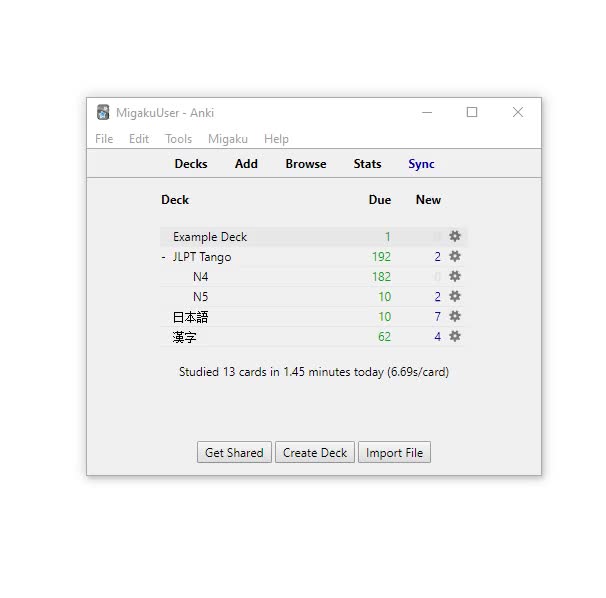 MigakuUser - Anki
File Edit Tools Migaku Help
Decks Add Browse Stats Sync
Deck Due New
Example Deck 1 0
- JLPT Tango 192 2
N4 182 0
N5 10 2
日本語 10 7
漢字 62 4
Studied 13 cards in 1.45 minutes today (6.69s/card)
Get Shared Create Deck Import File